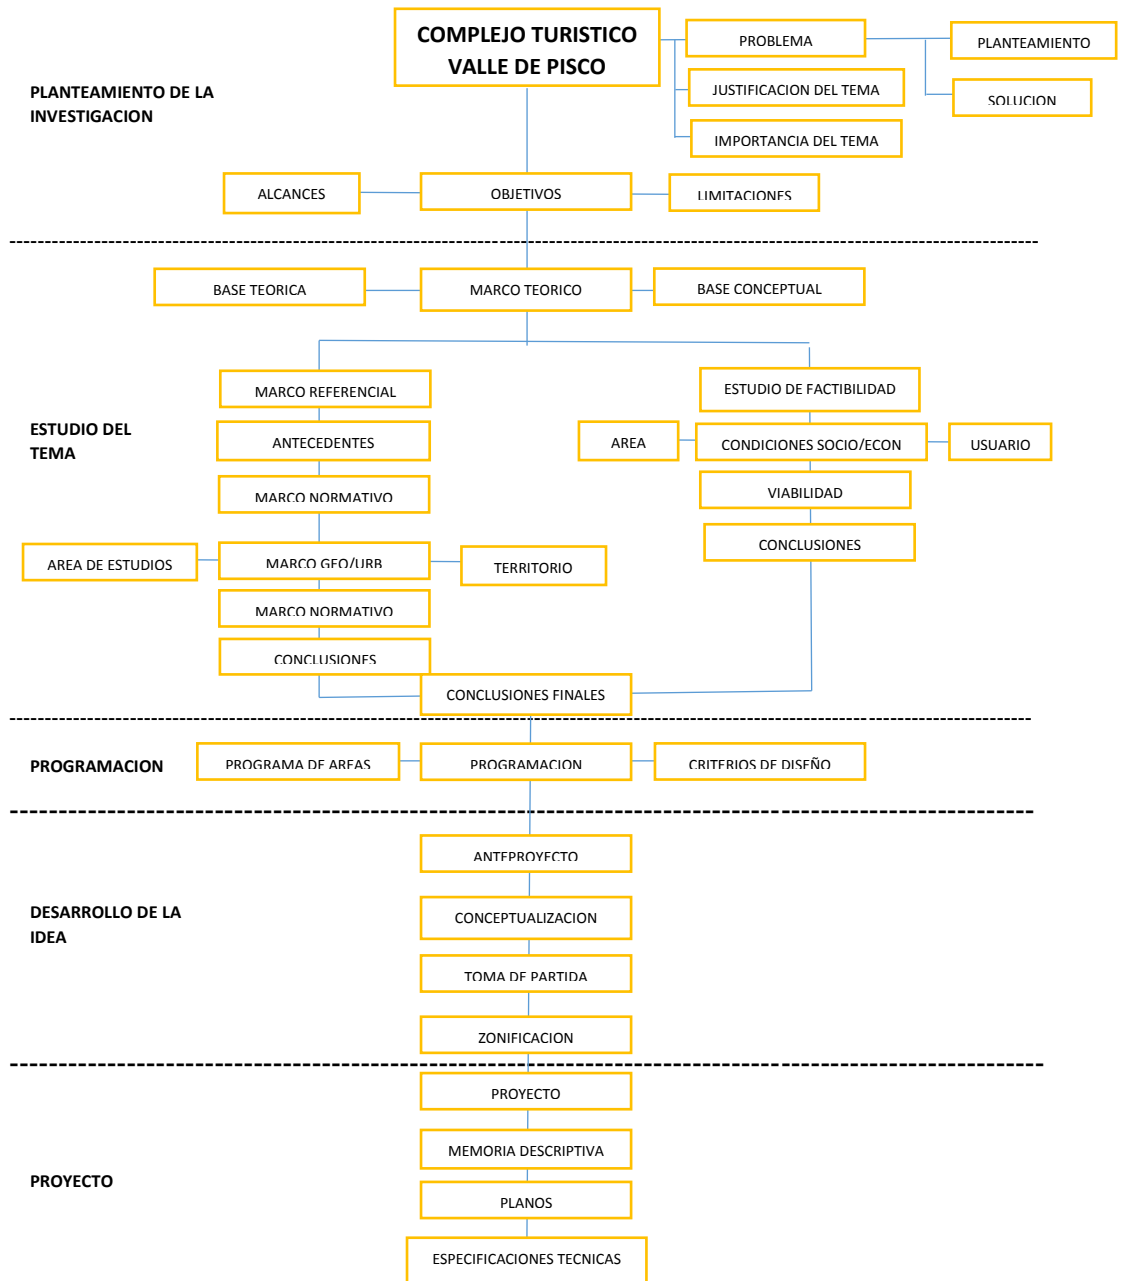 COMPLEJO TURISTICO
VALLE DE PISCO
PROBLEMA
PLANTEAMIENTO
PLANTEAMIENTO DE LA
INVESTIGACION
JUSTIFICACION DEL TEMA
SOLUCION
IMPORTANCIA DEL TEMA
ALCANCES
OBJETIVOS
LIMITACIONES
BASE TEORICA
MARCO TEORICO
BASE CONCEPTUAL
MARCO REFERENCIAL
ESTUDIO DE FACTIBILIDAD
ESTUDIO DEL
TEMA
ANTECEDENTES
AREA
CONDICIONES SOCIO/ECON
USUARIO
MARCO NORMATIVO
VIABILIDAD
AREA DE ESTUDIOS
MARCO GEO/URB
TERRITORIO
CONCLUSIONES
MARCO NORMATIVO
CONCLUSIONES
CONCLUSIONES FINALES
PROGRAMACION
PROGRAMA DE AREAS
PROGRAMACION
CRITERIOS DE DISEÑO
ANTEPROYECTO
DESARROLLO DE LA
IDEA
CONCEPTUALIZACION
TOMA DE PARTIDA
ZONIFICACION
PROYECTO
MEMORIA DESCRIPTIVA
PROYECTO
PLANOS
ESPECIFICACIONES TECNICAS